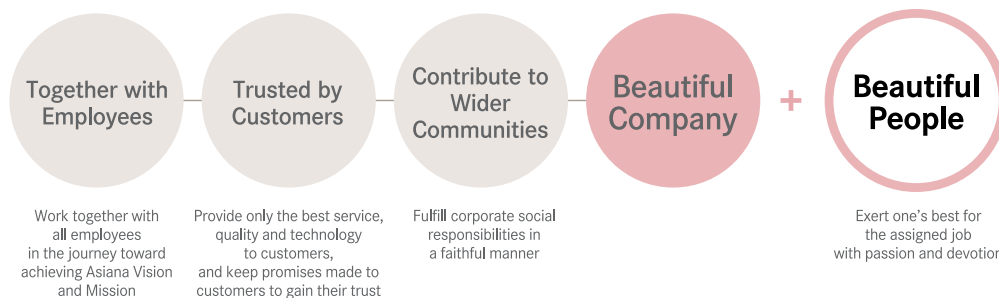 Together with
Employees
Trusted by
Customers
Contribute to
Wider
Communities
Beautiful
Company
+
Beautiful
People
Work together with
all employees
in the journey toward
achieving Asiana Vision
and Mission
Provide only the best service,
quality and technology
to customers,
and keep promises made to
customers to gain their trust
Fulfill corporate social
responsibilities in
a faithful manner
Exert one's best for
the assigned job
with passion and devotion